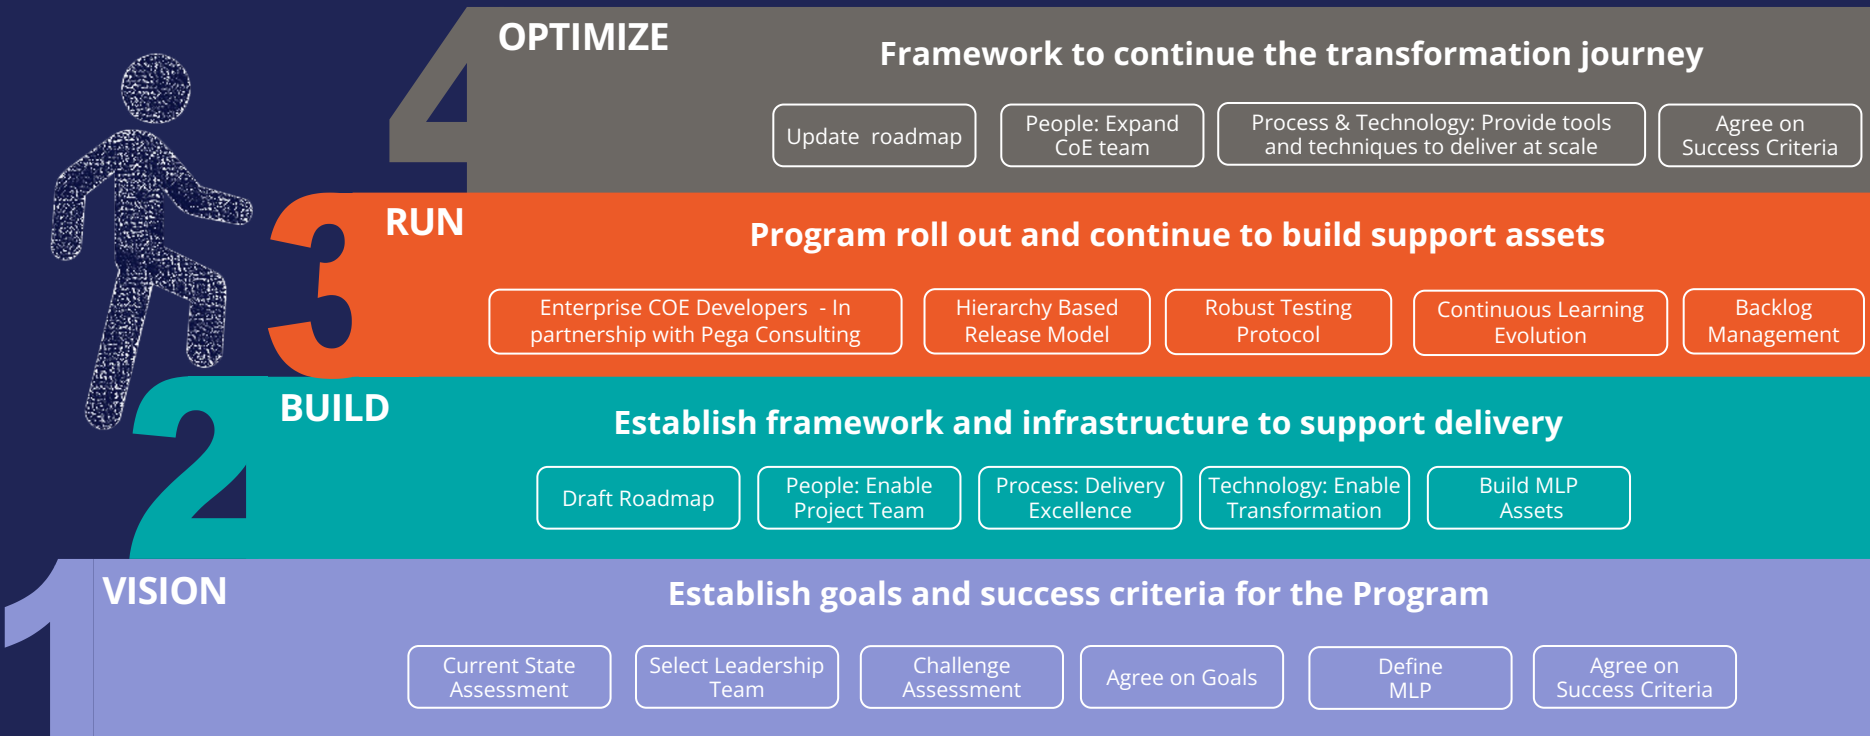 4
OPTIMIZE
Framework to continue the transformation journey
Update  roadmap
People: Expand
CoE team
Process & Technology: Provide tools
and techniques to deliver at scale
Agree on
Success Criteria
3
RUN
Program roll out and continue to build support assets
Enterprise COE Developers  - In
partnership with Pega Consulting
Hierarchy Based
Release Model
Robust Testing
Protocol
Continuous Learning
Evolution
Backlog
Management
2
BUILD
Establish framework and infrastructure to support delivery
Draft Roadmap
People: Enable
Project Team
Process: Delivery
Excellence
Technology: Enable
Transformation
Build MLP
Assets
1
VISION
Establish goals and success criteria for the Program
Current State
Assessment
Select Leadership
Team
Challenge
Assessment
Agree on Goals
Define
MLP
Agree on
Success Criteria